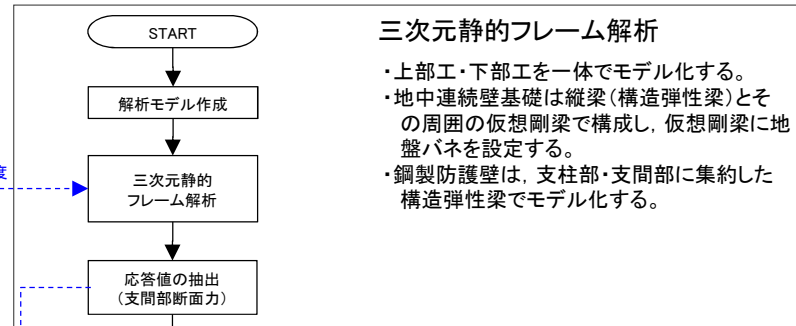 START
解析モデル作成
度
三次元静的
フレーム解析
応答値の抽出
(支間部断面力)
三次元静的フレーム解析
・上部工・下部工を一体でモデル化する。
・地中連続壁基礎は縦梁(構造弾性梁)とそ
の周囲の仮想剛梁で構成し,仮想剛梁に地
盤バネを設定する。
・鋼製防護壁は,支柱部・支間部に集約した
構造弾性梁でモデル化する。